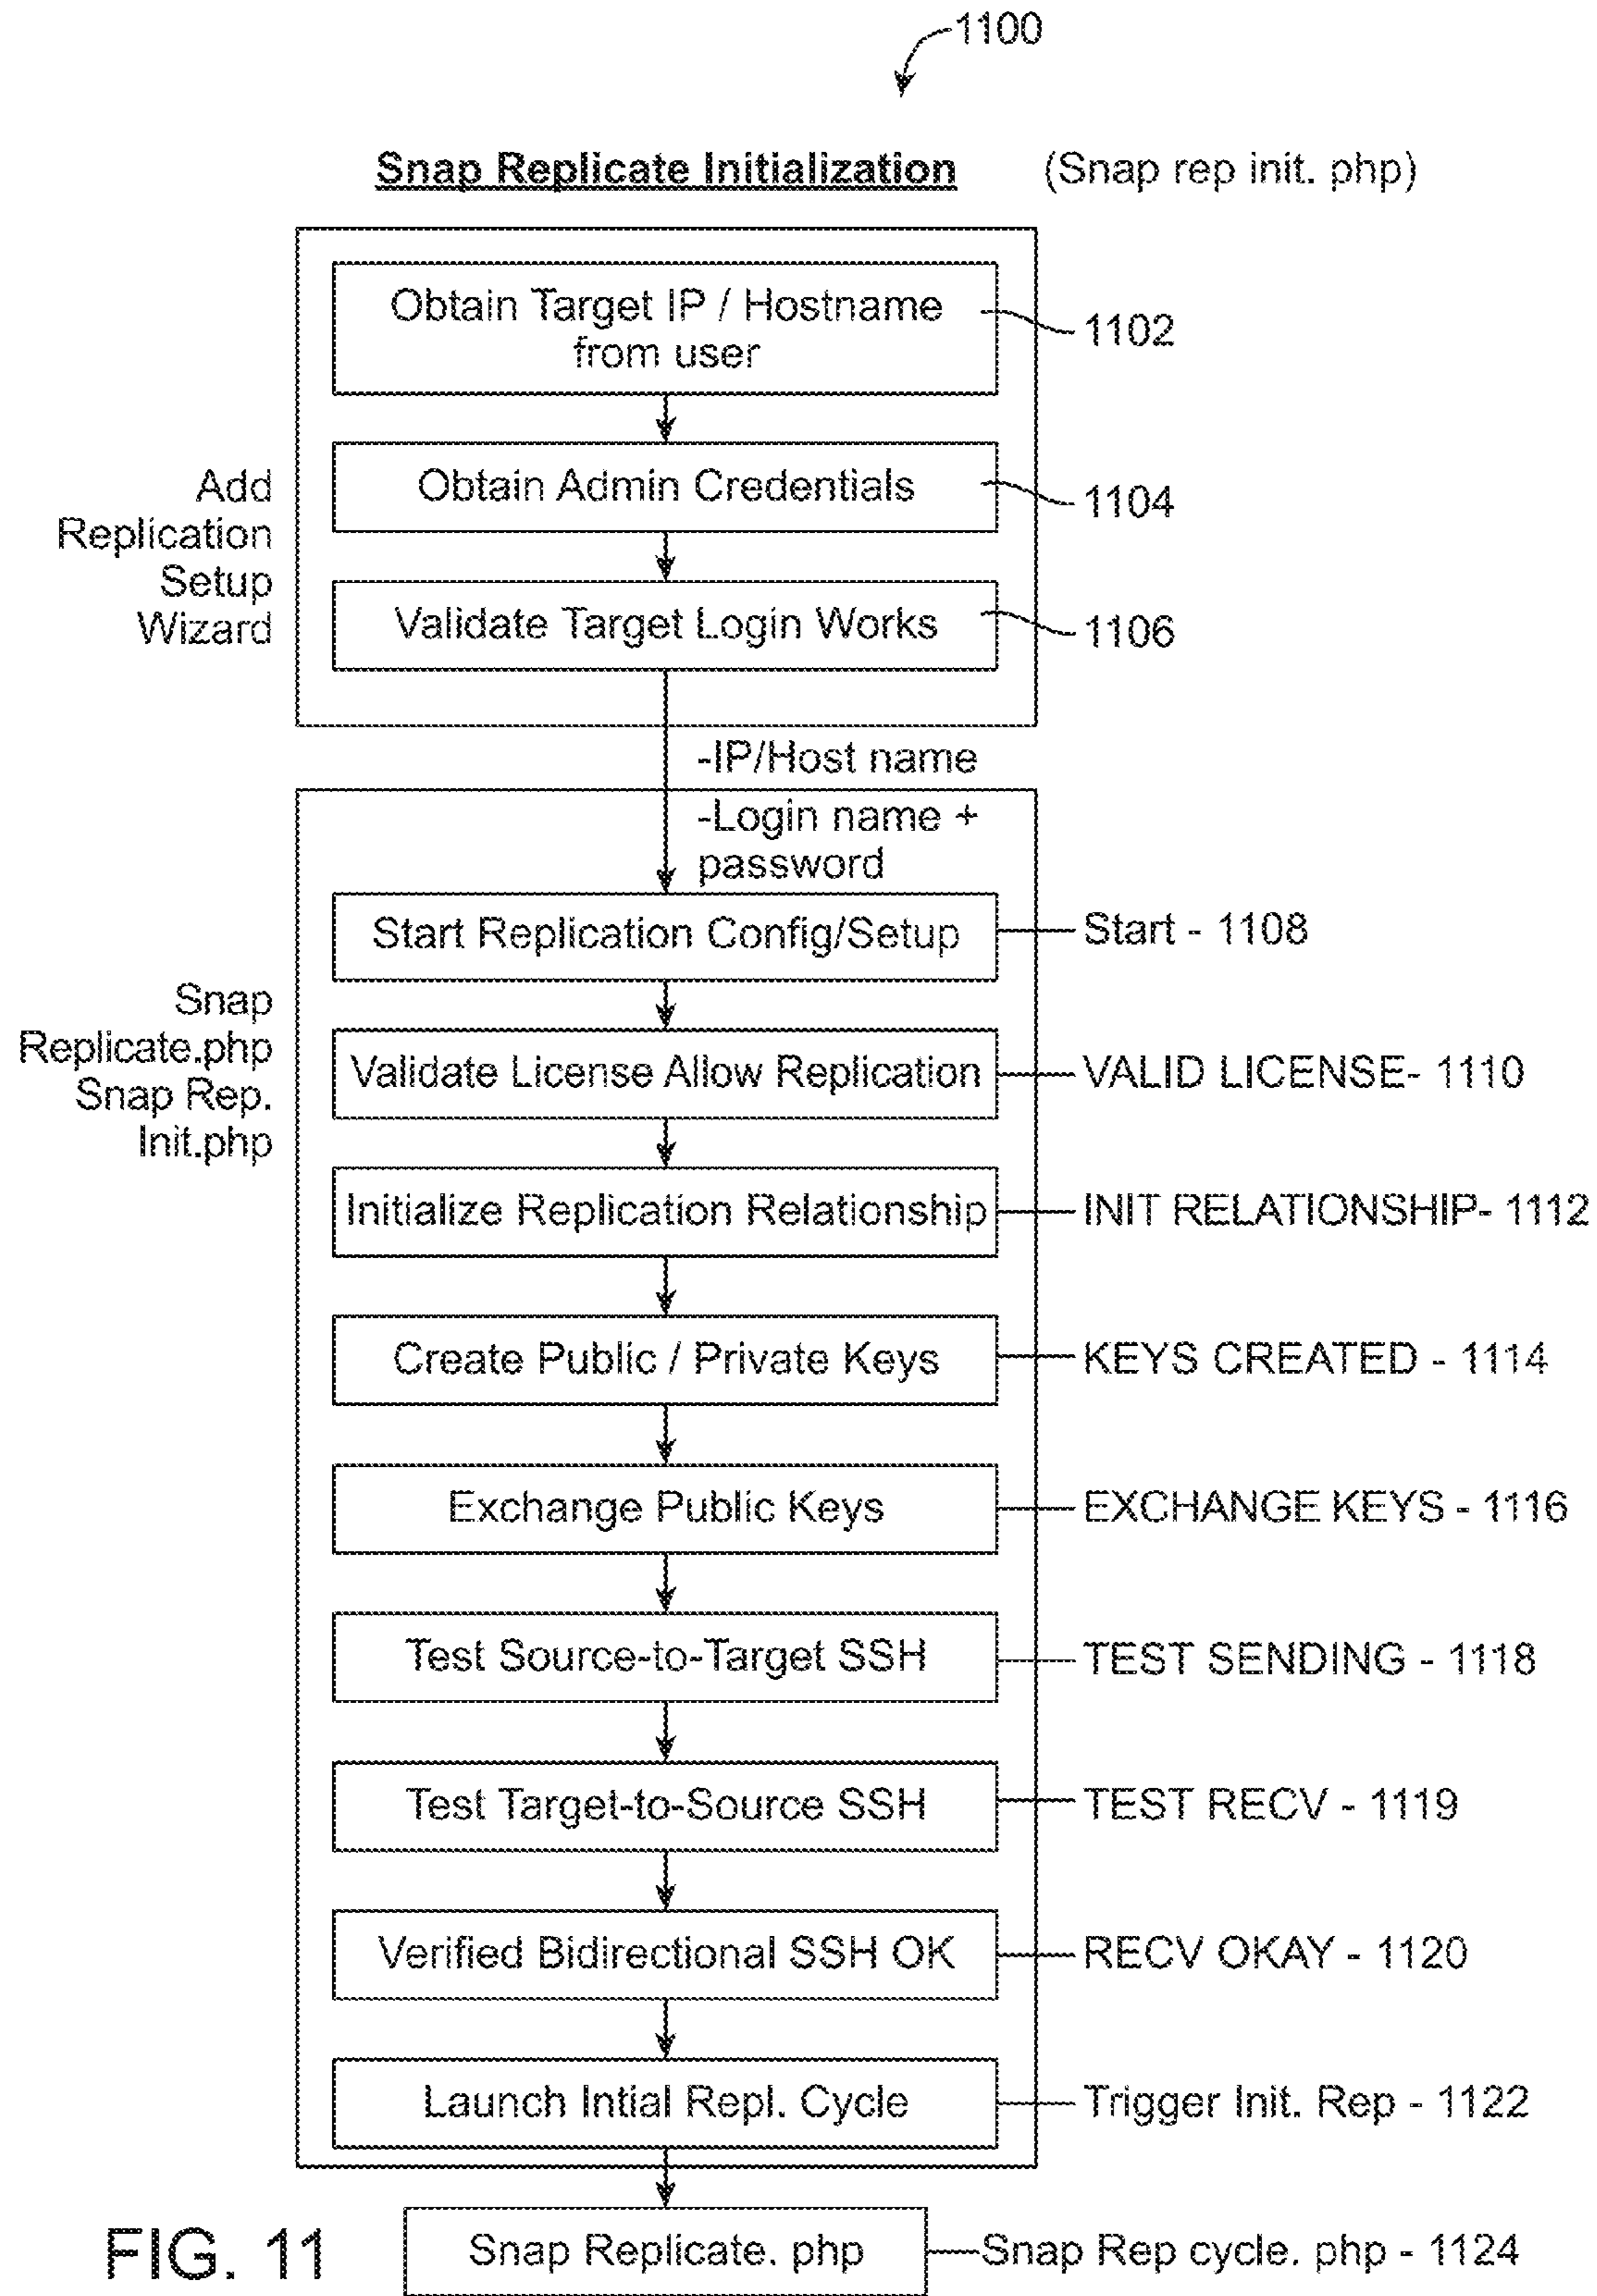 1100
Snap Replicate Initialization (Snap rep init. php)
Obtain Target IP / Hostname
from user
1102
Obtain Admin Credentials
1104
Add
Replication
Setup
Wizard
Validate Target Login Works
1106
-IP/Host name
-Login name +
password
Start Replication Config/Setup
Start - 1108
Snap
Replicate.php
Snap Rep.
Init.php
Validate License Allow Replication
VALID LICENSE- 1110
Initialize Replication Relationship
INIT RELATIONSHIP- 1112
Create Public / Private Keys
KEYS CREATED - 1114
Exchange Public Keys
EXCHANGE KEYS - 1116
Test Source-to-Target SSH
TEST SENDING - 1118
Test Target-to-Source SSH
TEST RECV - 1119
Verified Bidirectional SSH OK
RECV OKAY - 1120
Launch Intial Repl. Cycle
Trigger Init. Rep - 1122
Snap Replicate. php
Snap Rep cycle. php - 1124
FIG. 11